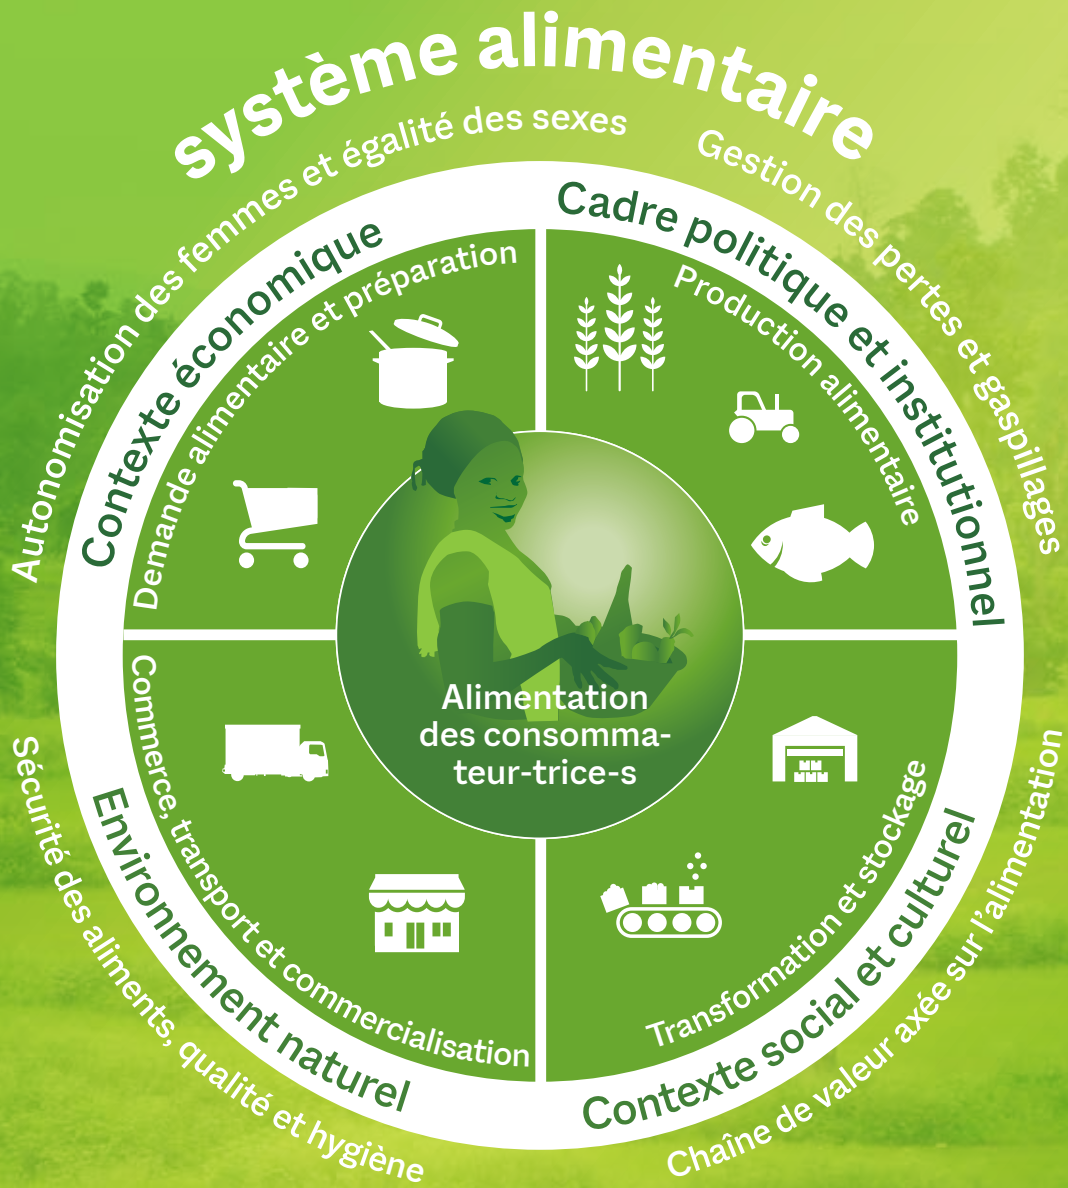 système alimentaire
Autonomisation des femmes et égalité des sexes
Gestion des pertes et gaspillages
Contexte économique
Cadre politique et institutionnel
Demande alimentaire et préparation
Production alimentaire
Alimentation
des consomma-
teur-trice-s
Commerce, transport et commercialisation
Transformation et stockage
Environnement naturel
Contexte social et culturel
Sécurité des aliments, qualité et hygiène
Chaîne de valeur axée sur l'alimentation